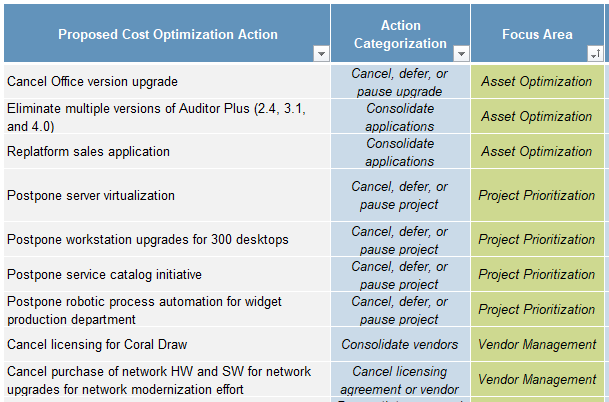 Proposed Cost Optimization Action
Action
Categorization
Focus Area
Cancel Office version upgrade
Cancel, defer, or
pause upgrade
Asset Optimization
Eliminate multiple versions of Auditor Plus (2.4, 3.1,
and 4.0)
Consolidate
applications
Asset Optimization
Replatform sales application
Consolidate
applications
Asset Optimization
Postpone server virtualization
Cancel, defer, or
pause project
Project Prioritization
Postpone workstation upgrades for 300 desktops
Cancel, defer, or
pause project
Project Prioritization
Postpone service catalog initiative
Cancel, defer, or
pause project
Project Prioritization
Postpone robotic process automation for widget
production department
Cancel, defer, or
pause project
Project Prioritization
Cancel licensing for Coral Draw
Consolidate vendors
Vendor Management
Cancel purchase of network HW and SW for network
upgrades for network modernization effort
Cancel licensing
agreement or vendor
Vendor Management